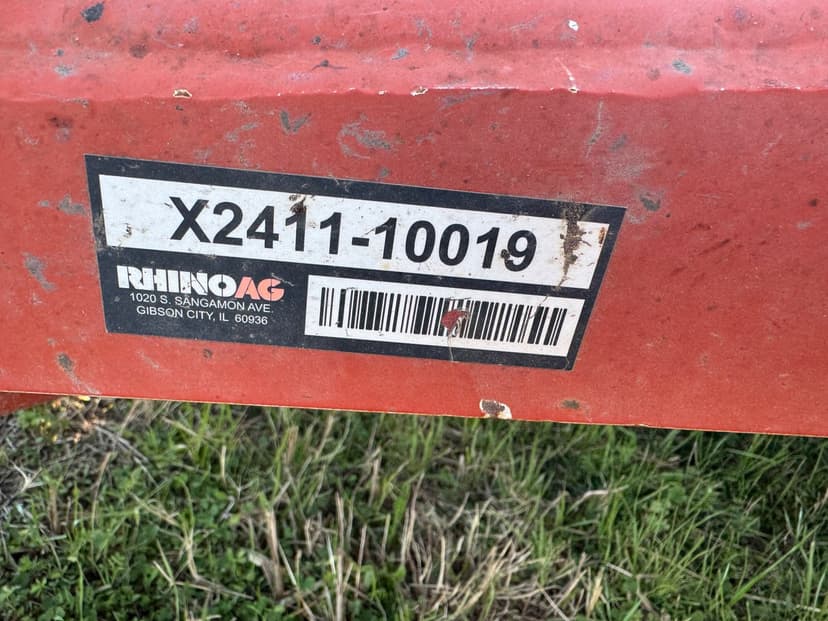 X2411-10019
RHINOAG
1020 S. SANGAMON AVE.
GIBSON CITY, IL 60936